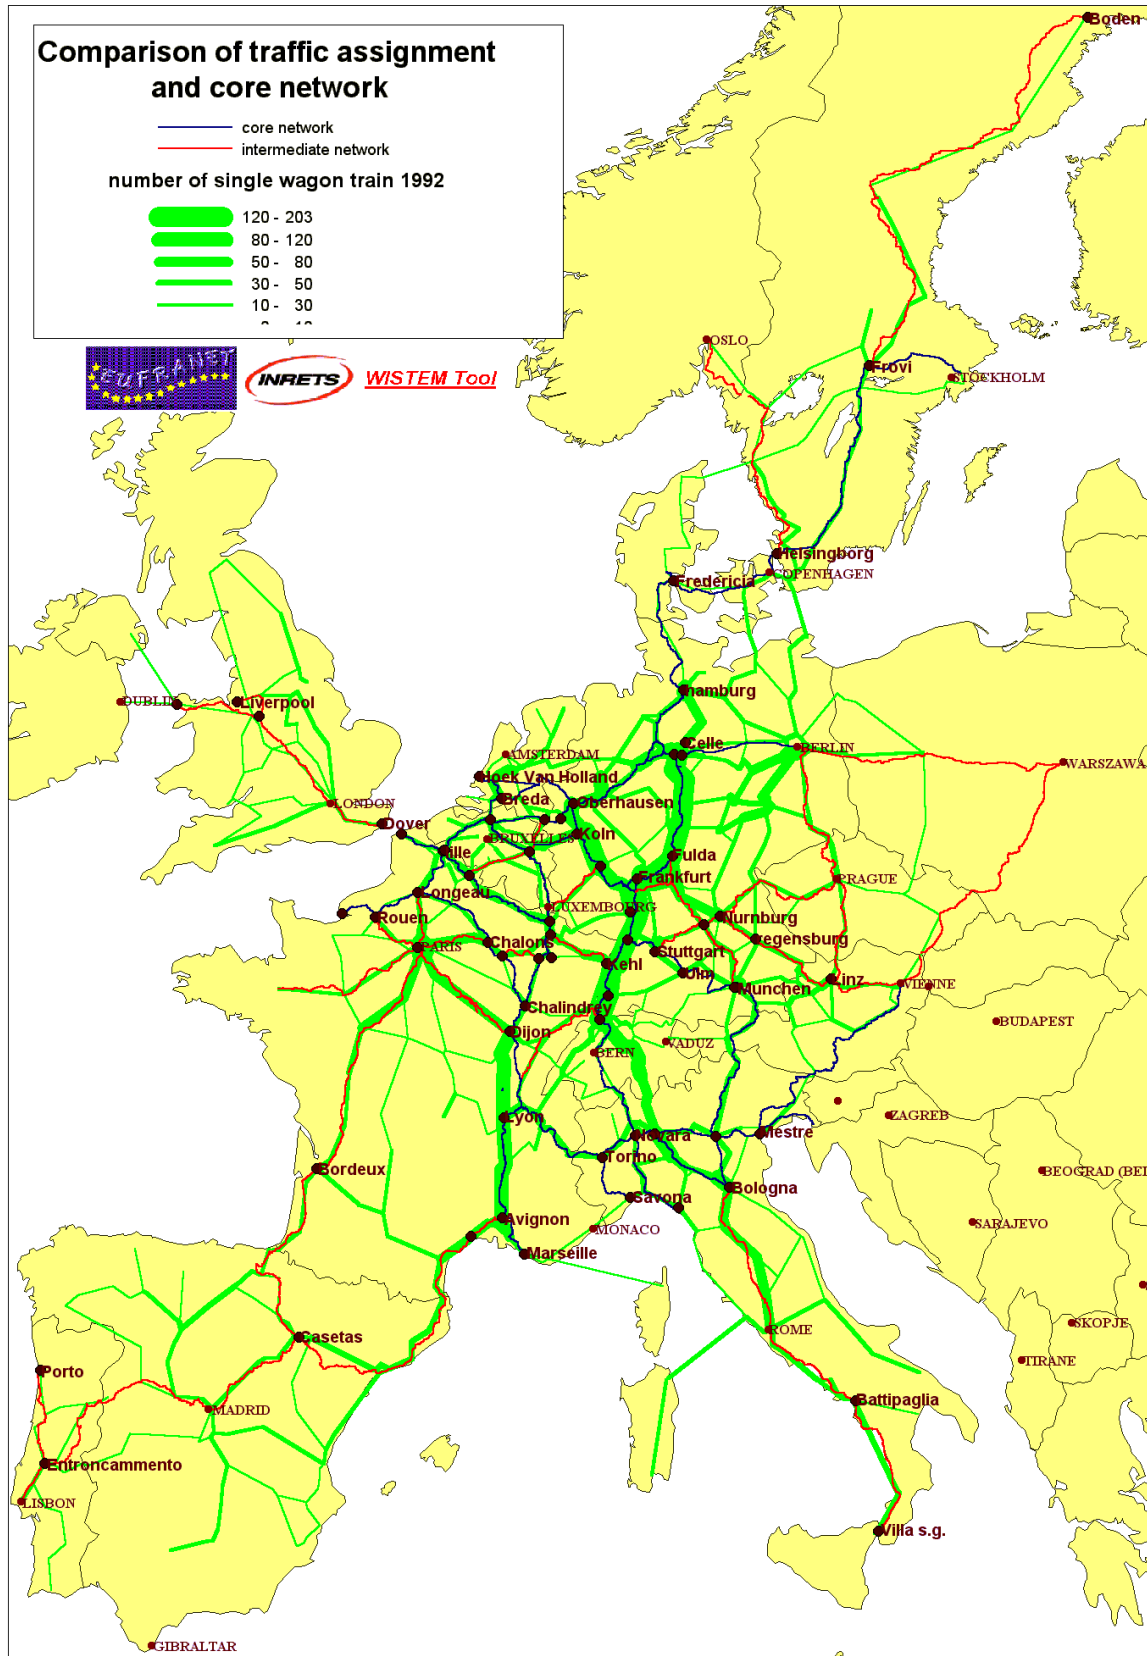 Boden
Comparison of traffic assignment
and core network
core network
intermediate network
number of single wagon train 1992
120 - 203
80 - 120
50 - 80
30 - 50
10 - 30
EUFRANET
INRETS
WISTEM Tool
OSLO
Frovi
STOCKHOLM
Helsingborg
COPENHAGEN
Fredericia
hamburg
DUBLIN
Liverpool
Celle
BERLIN
AMSTERDAM
WARSZAWA
Hoek Van Holland
Breda
Oberhausen
LONDON
Dover
Koln
BRUXELLES
Lille
Fulda
Frankfurt
PRAGUE
Longeau
LUXEMBOURG
Rouen
Nurnburg
regensburg
PARIS
Chalons
Stuttgart
Kehl
Ulm
Linz
Munchen
VIENNE
Chalindrey
BUDAPEST
Dijon
VADUZ
BERN
ZAGREB
Lyon
Mestre
Novara
Torino
Bordeux
BEOGRAD (BEL
Bologna
Savona
Avignon
SARAJEVO
MONACO
Marseille
SKOPJE
ROME
Casetas
TIRANE
Porto
Battipaglia
MADRID
Entroncammento
LISBON
Villa s.g.
GIBRALTAR